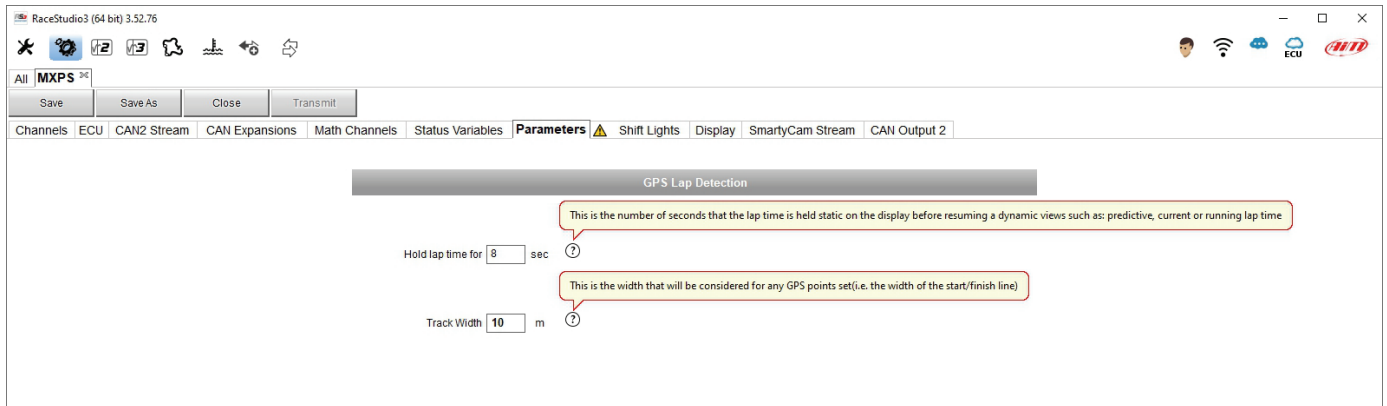 RaceStudio3 (64 bit) 3.52.76
ECU
AiM
All MXPS
Save Save As Close Transmit
Channels ECU CAN2 Stream CAN Expansions Math Channels Status Variables Parameters Shift Lights Display SmartyCam Stream CAN Output 2
GPS Lap Detection
This is the number of seconds that the lap time is held static on the display before resuming a dynamic views such as: predictive, current or running lap time
Hold lap time for 8 sec ?
This is the width that will be considered for any GPS points set(i.e. the width of the start/finish line)
Track Width 10 m ?